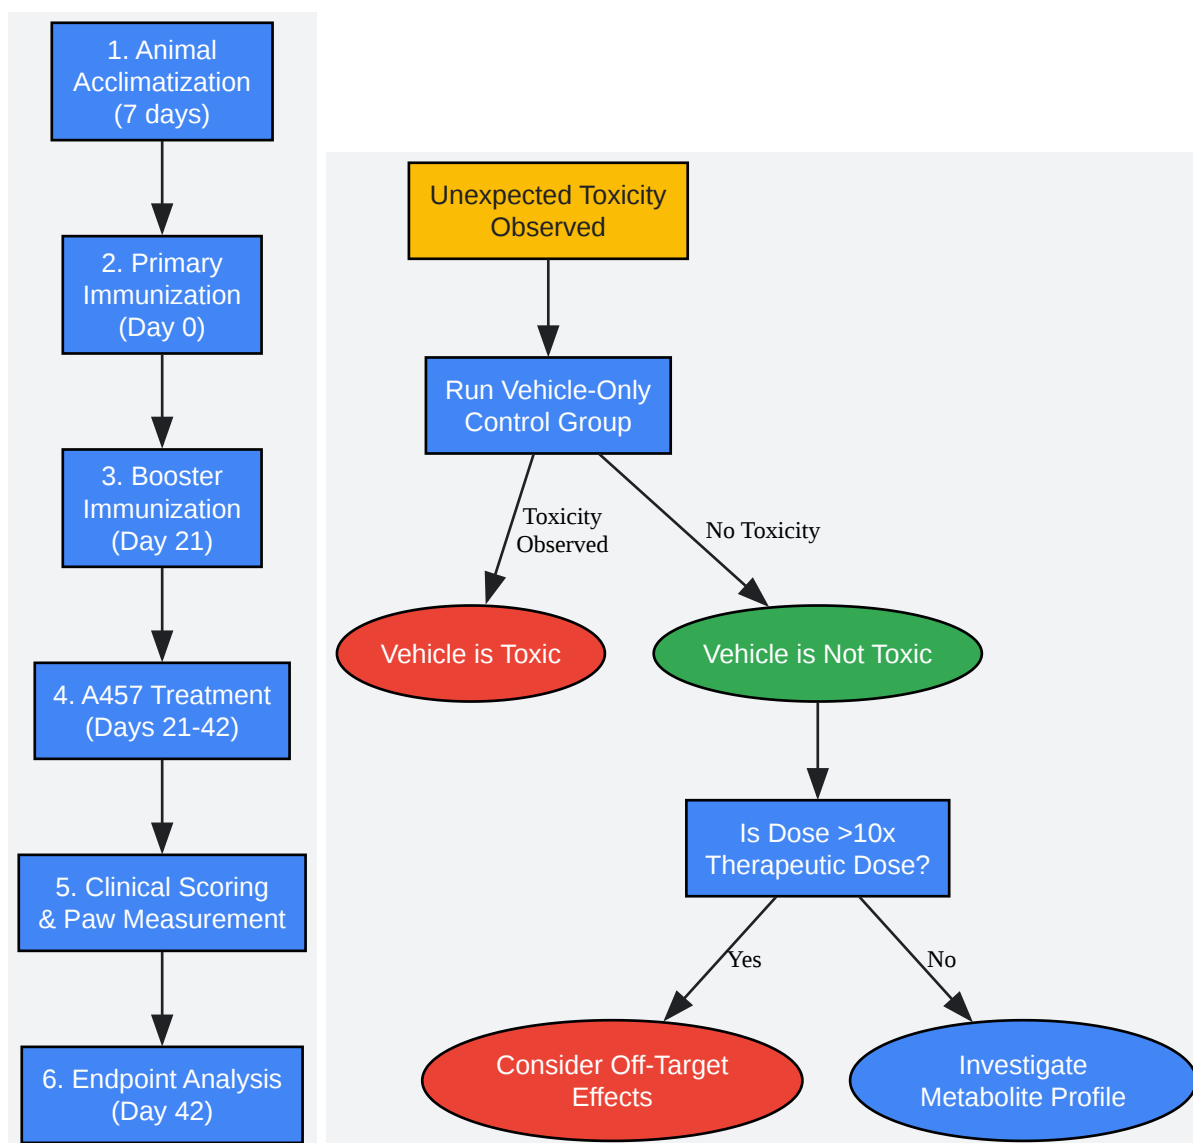 1. Animal
Acclimatization
(7 days)
2. Primary
Immunization
(Day 0)
3. Booster
Immunization
(Day 21)
4. A457 Treatment
(Days 21-42)
5. Clinical Scoring
& Paw Measurement
6. Endpoint Analysis
(Day 42)
Unexpected Toxicity
Observed
Run Vehicle-Only
Control Group
Toxicity
Observed
No Toxicity
Vehicle is Toxic
Vehicle is Not Toxic
Is Dose >10x
Therapeutic Dose?
Yes
No
Consider Off-Target
Effects
Investigate
Metabolite Profile